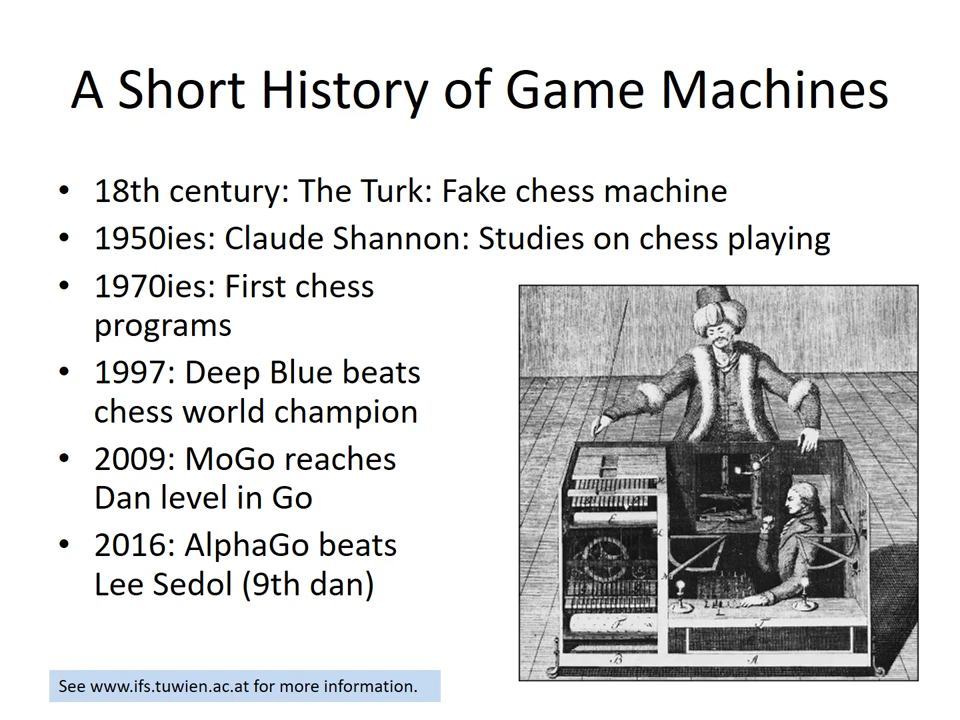 A Short History of Game Machines
• 18th century: The Turk: Fake chess machine
• 1950ies: Claude Shannon: Studies on chess playing
• 1970ies: First chess
programs
• 1997: Deep Blue beats
chess world champion
• 2009: MoGo reaches
Dan level in Go
• 2016: AlphaGo beats
Lee Sedol (9th dan)
See www.ifs.tuwien.ac.at for more information.